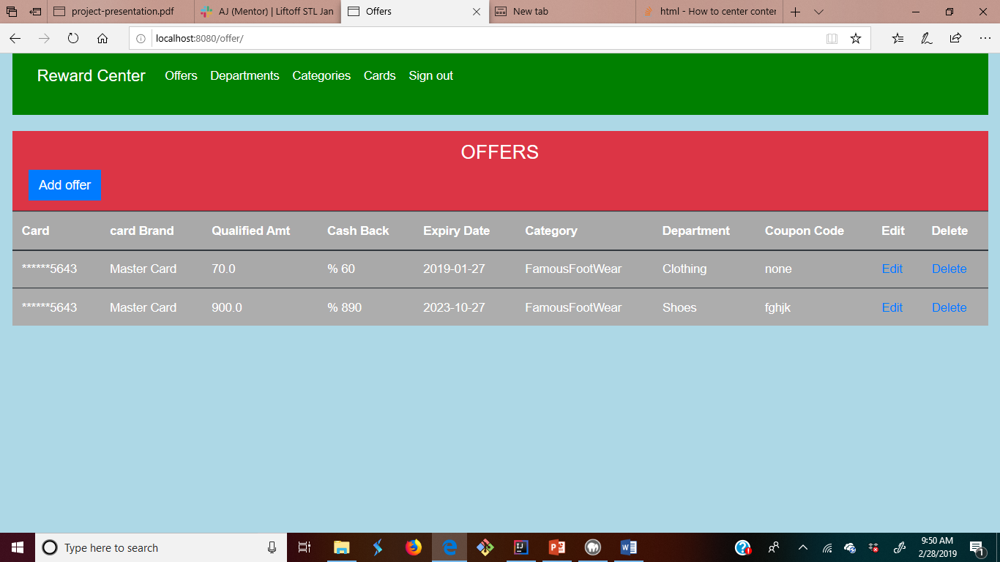 project-presentation.pdf AJ (Mentor) | Liftoff STL Jan Offers New tab html - How to center conter
localhost:8080/offer/
Reward Center Offers Departments Categories Cards Sign out
OFFERS
Add offer
Card card Brand Qualified Amt Cash Back Expiry Date Category Department Coupon Code Edit Delete
******5643 Master Card 70.0 % 60 2019-01-27 FamousFootWear Clothing none Edit Delete
******5643 Master Card 900.0 % 890 2023-10-27 FamousFootWear Shoes fghjk Edit Delete
Type here to search
9:50 AM
2/28/2019
1